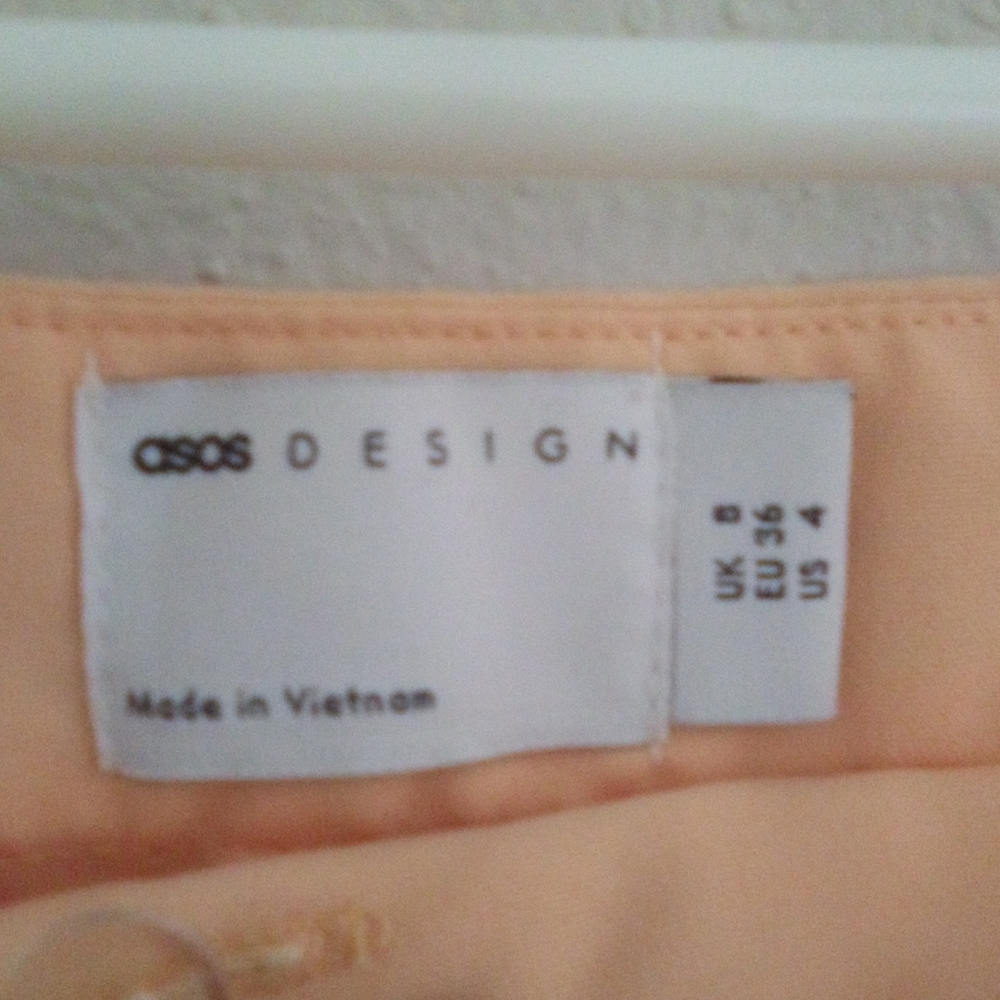 asos DESIGN
Made in Vietnam
UK 8
EU 36
US 4